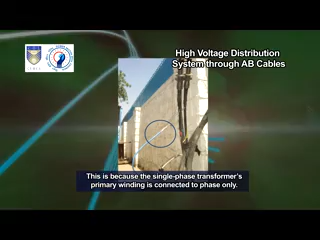 High Voltage Distribution
System through AB Cables
This is because the single-phase transformer's
primary winding is connected to phase only.